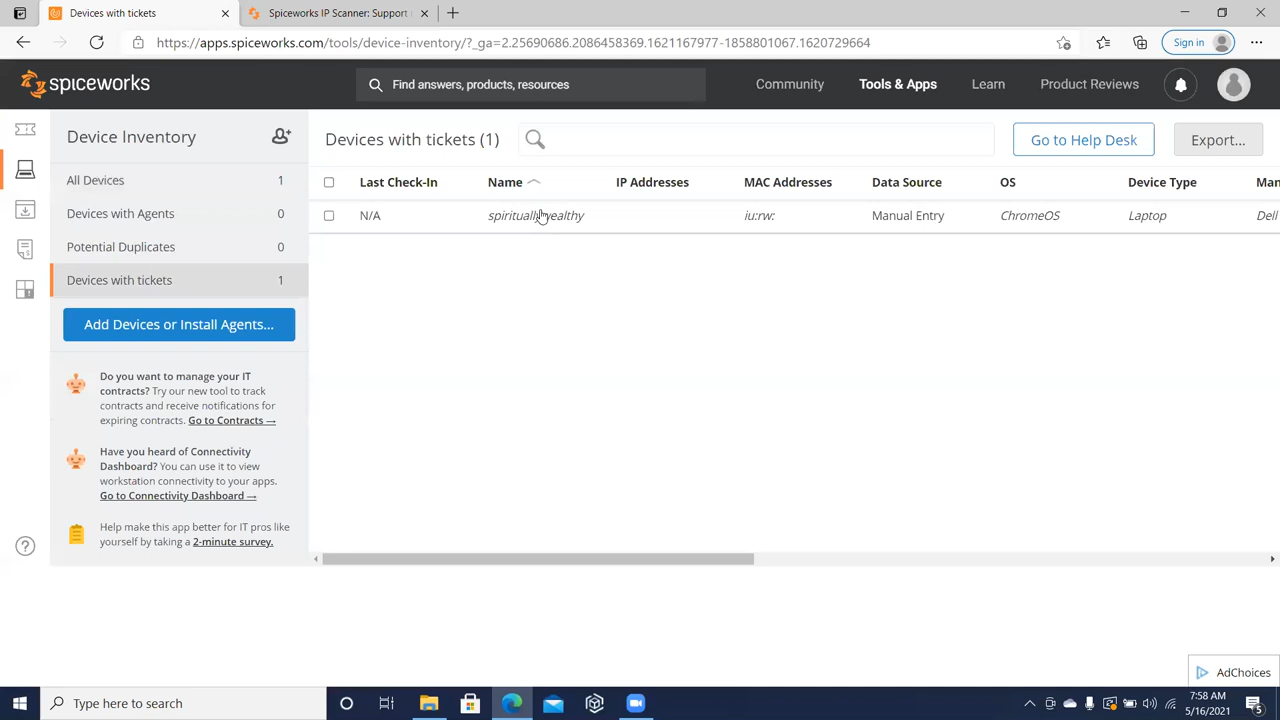 Devices with tickets
Spiceworks IP Scanner: Support
https://apps.spiceworks.com/tools/device-inventory/?_ga=2.25690686.2086458369.1621167977-1858801067.1620729664
Sign in
spiceworks
Find answers, products, resources
Community
Tools & Apps
Learn
Product Reviews
Device Inventory
Devices with tickets (1)
Go to Help Desk
Export...
All Devices 1
Devices with Agents 0
Potential Duplicates 0
Devices with tickets 1
Add Devices or Install Agents...
Last Check-In Name IP Addresses MAC Addresses Data Source OS Device Type Man
N/A spirituallywealthy iu:rw: Manual Entry ChromeOS Laptop Dell
Do you want to manage your IT
contracts? Try our new tool to track
contracts and receive notifications for
expiring contracts. Go to Contracts →
Have you heard of Connectivity
Dashboard? You can use it to view
workstation connectivity to your apps.
Go to Connectivity Dashboard →
Help make this app better for IT pros like
yourself by taking a 2-minute survey.
AdChoices
Type here to search
7:58 AM
5/16/2021
5